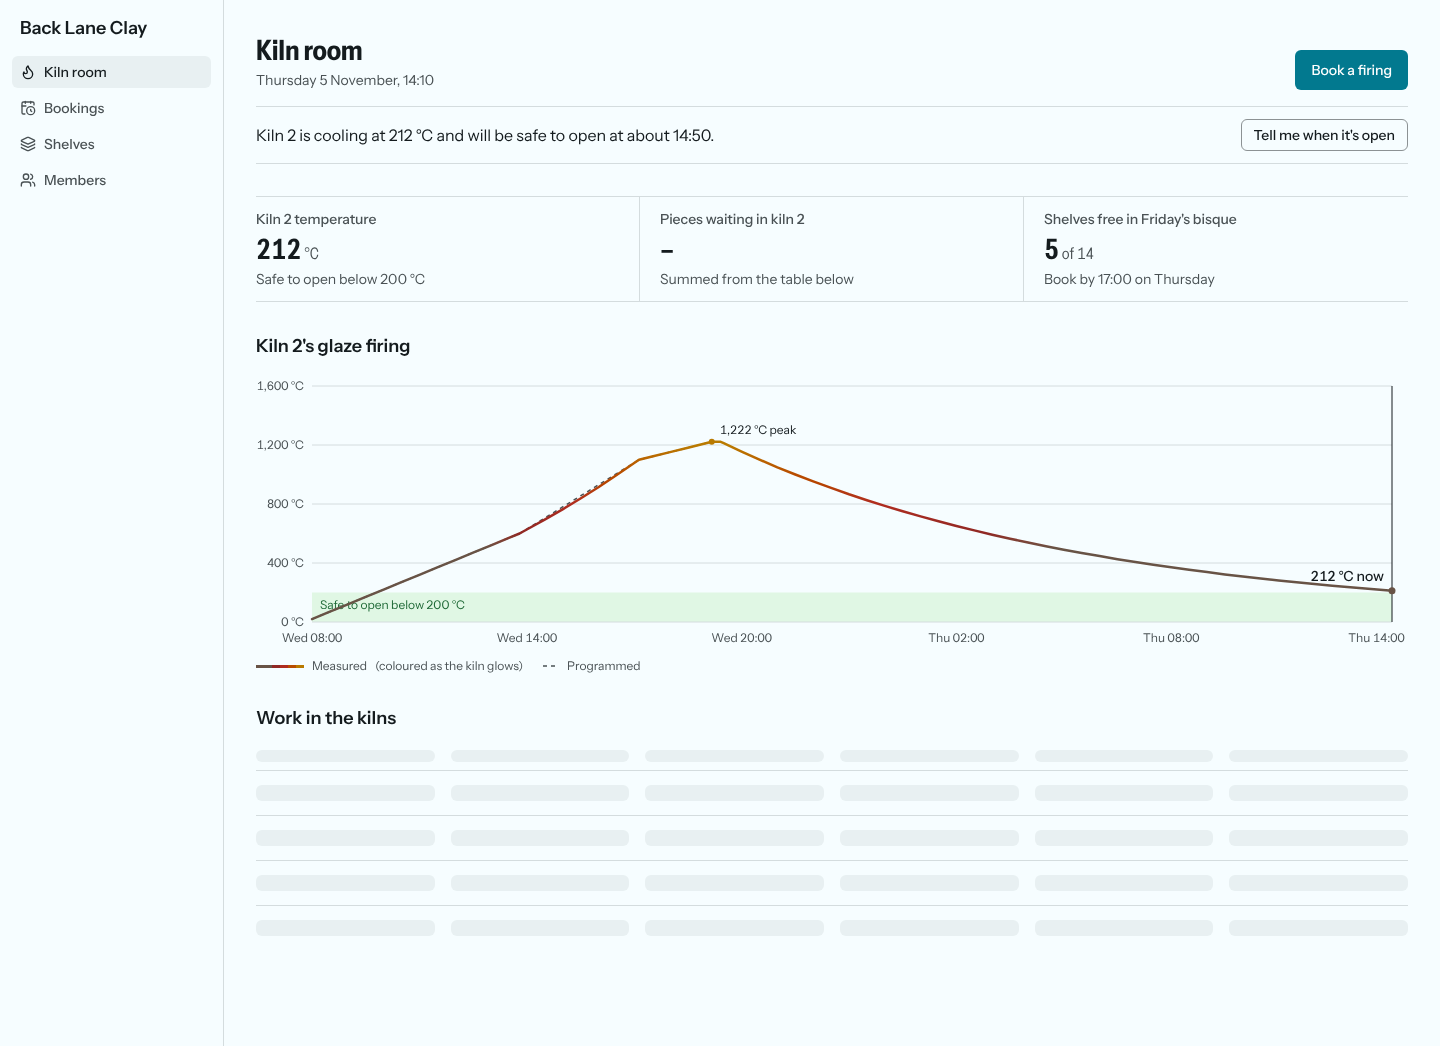 Back Lane Clay
Kiln room
Bookings
Shelves
Members
Kiln room
Thursday 5 November, 14:10
Book a firing
Kiln 2 is cooling at 212 °C and will be safe to open at about 14:50.
Tell me when it's open
Kiln 2 temperature
212 °C
Safe to open below 200 °C
Pieces waiting in kiln 2
–
Summed from the table below
Shelves free in Friday's bisque
5 of 14
Book by 17:00 on Thursday
Kiln 2's glaze firing
1,600 °C
1,200 °C
800 °C
400 °C
0 °C
1,222 °C peak
212 °C now
Safe to open below 200 °C
Wed 08:00
Wed 14:00
Wed 20:00
Thu 02:00
Thu 08:00
Thu 14:00
Measured (coloured as the kiln glows)
Programmed
Work in the kilns